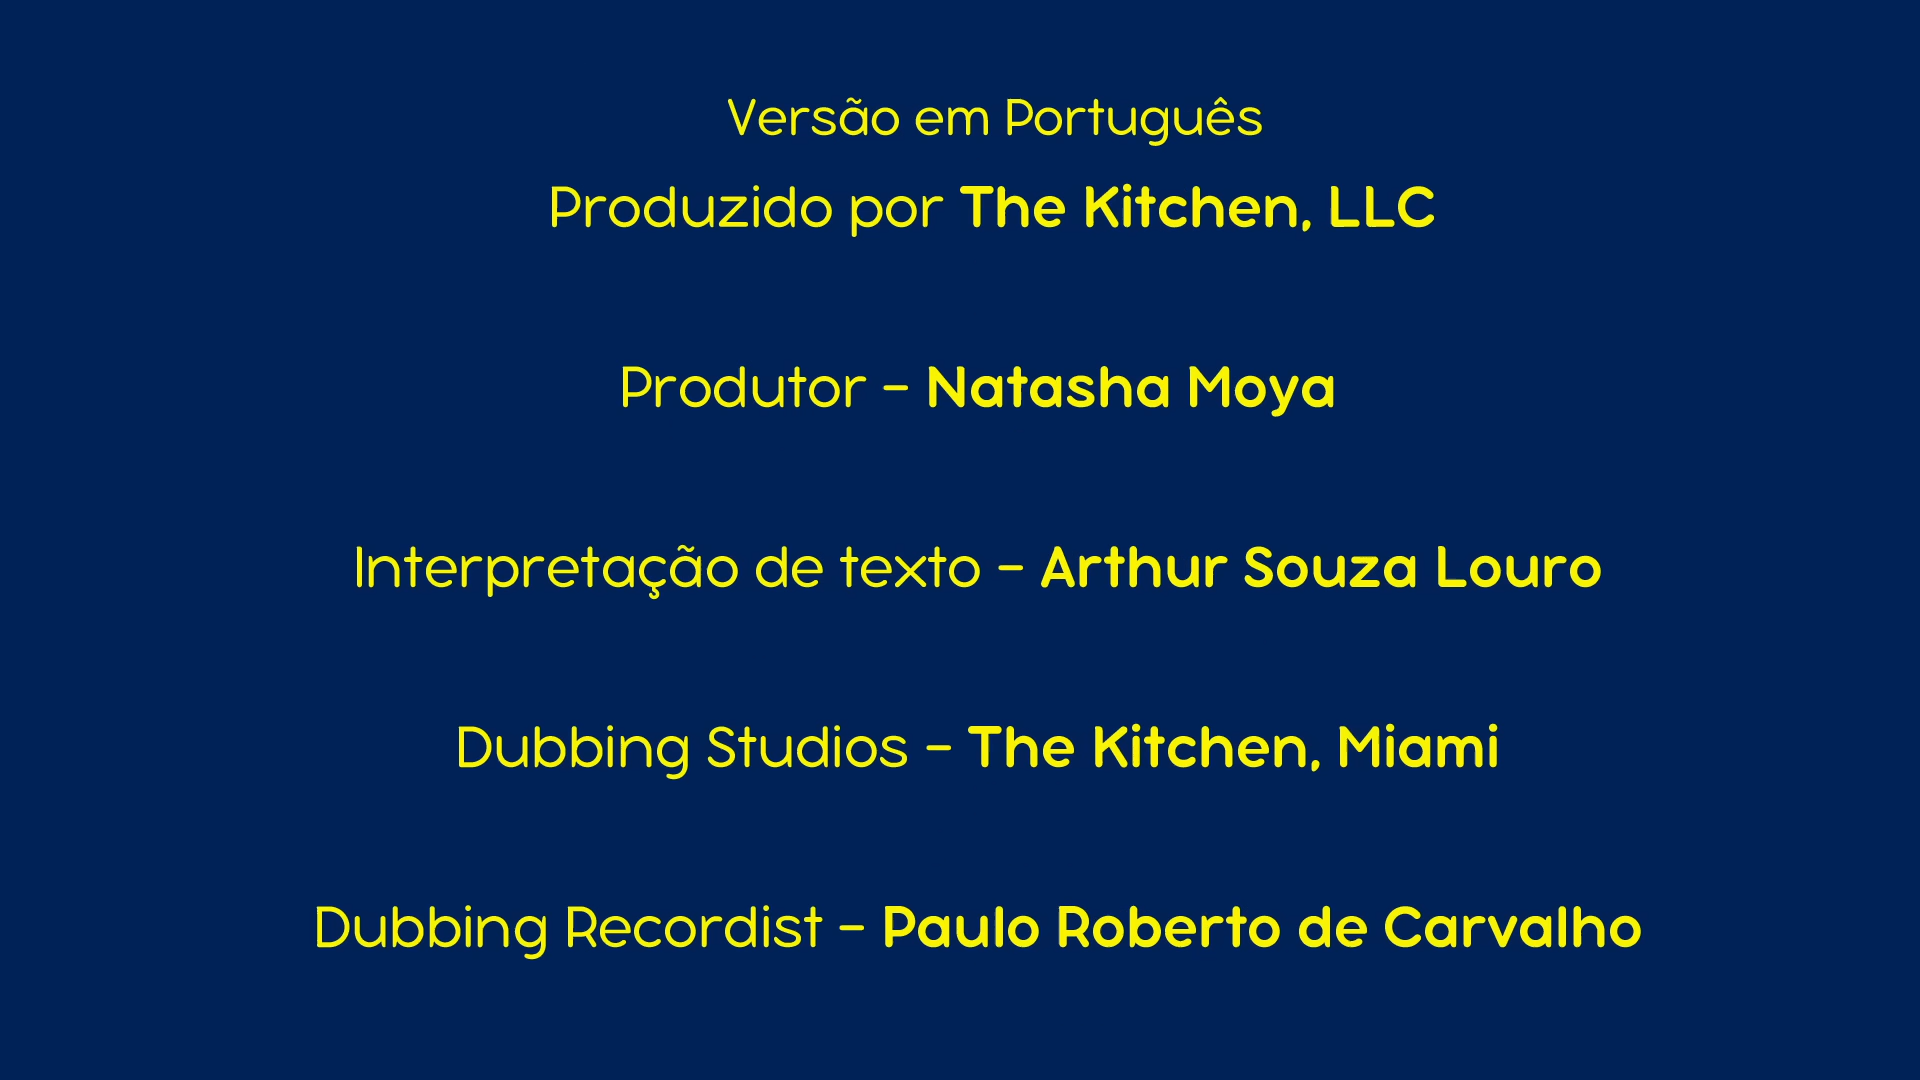 Versão em Português
Produzido por The Kitchen, LLC
Produtor - Natasha Moya
Interpretação de texto - Arthur Souza Louro
Dubbing Studios - The Kitchen, Miami
Dubbing Recordist - Paulo Roberto de Carvalho